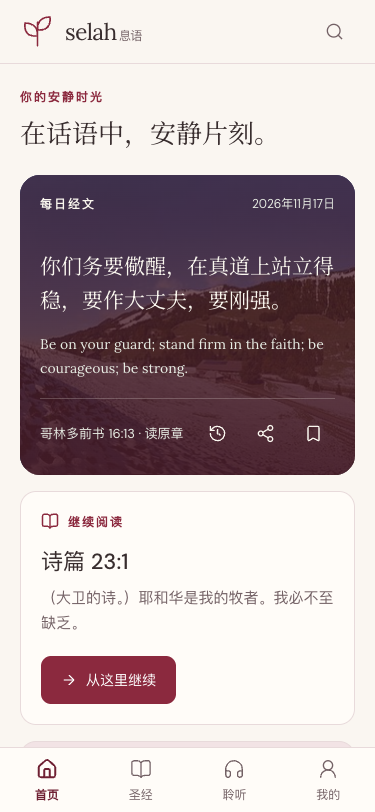 selah 息语
你的安静时光
在话语中，安静片刻。
每日经文
2026年11月17日
你们务要儆醒，在真道上站立得
稳，要作大丈夫，要刚强。
Be on your guard; stand firm in the faith; be
courageous; be strong.
哥林多前书 16:13 · 读原章
继续阅读
诗篇 23:1
（大卫的诗。）耶和华是我的牧者。我必不至
缺乏。
从这里继续
首页
圣经
聆听
我的